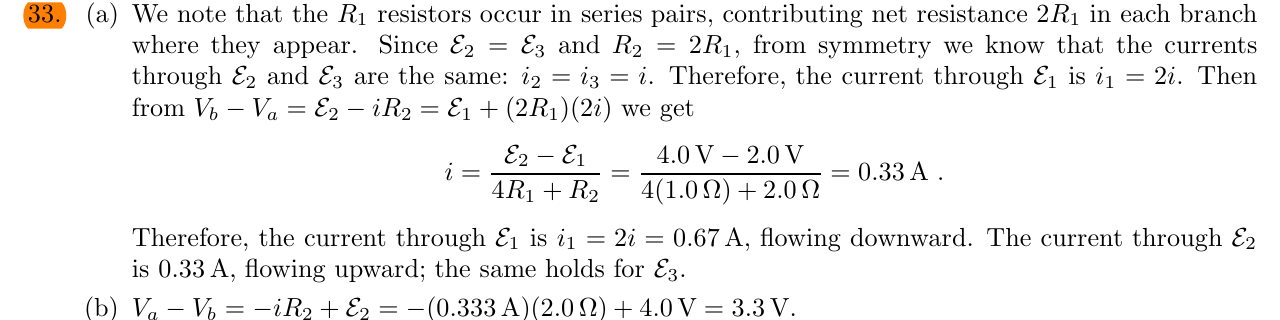 33. (a) We note that the R₁ resistors occur in series pairs, contributing net resistance 2R₁ in each branch
where they appear. Since ℰ₂ = ℰ₃ and R₂ = 2R₁, from symmetry we know that the currents
through ℰ₂ and ℰ₃ are the same: i₂ = i₃ = i. Therefore, the current through ℰ₁ is i₁ = 2i. Then
from V_b − V_a = ℰ₂ − iR₂ = ℰ₁ + (2R₁)(2i) we get
i = (ℰ₂ − ℰ₁)/(4R₁ + R₂) = (4.0 V − 2.0 V)/(4(1.0 Ω) + 2.0 Ω) = 0.33 A .
Therefore, the current through ℰ₁ is i₁ = 2i = 0.67 A, flowing downward. The current through ℰ₂
is 0.33 A, flowing upward; the same holds for ℰ₃.
(b) V_a − V_b = −iR₂ + ℰ₂ = −(0.333 A)(2.0 Ω) + 4.0 V = 3.3 V.